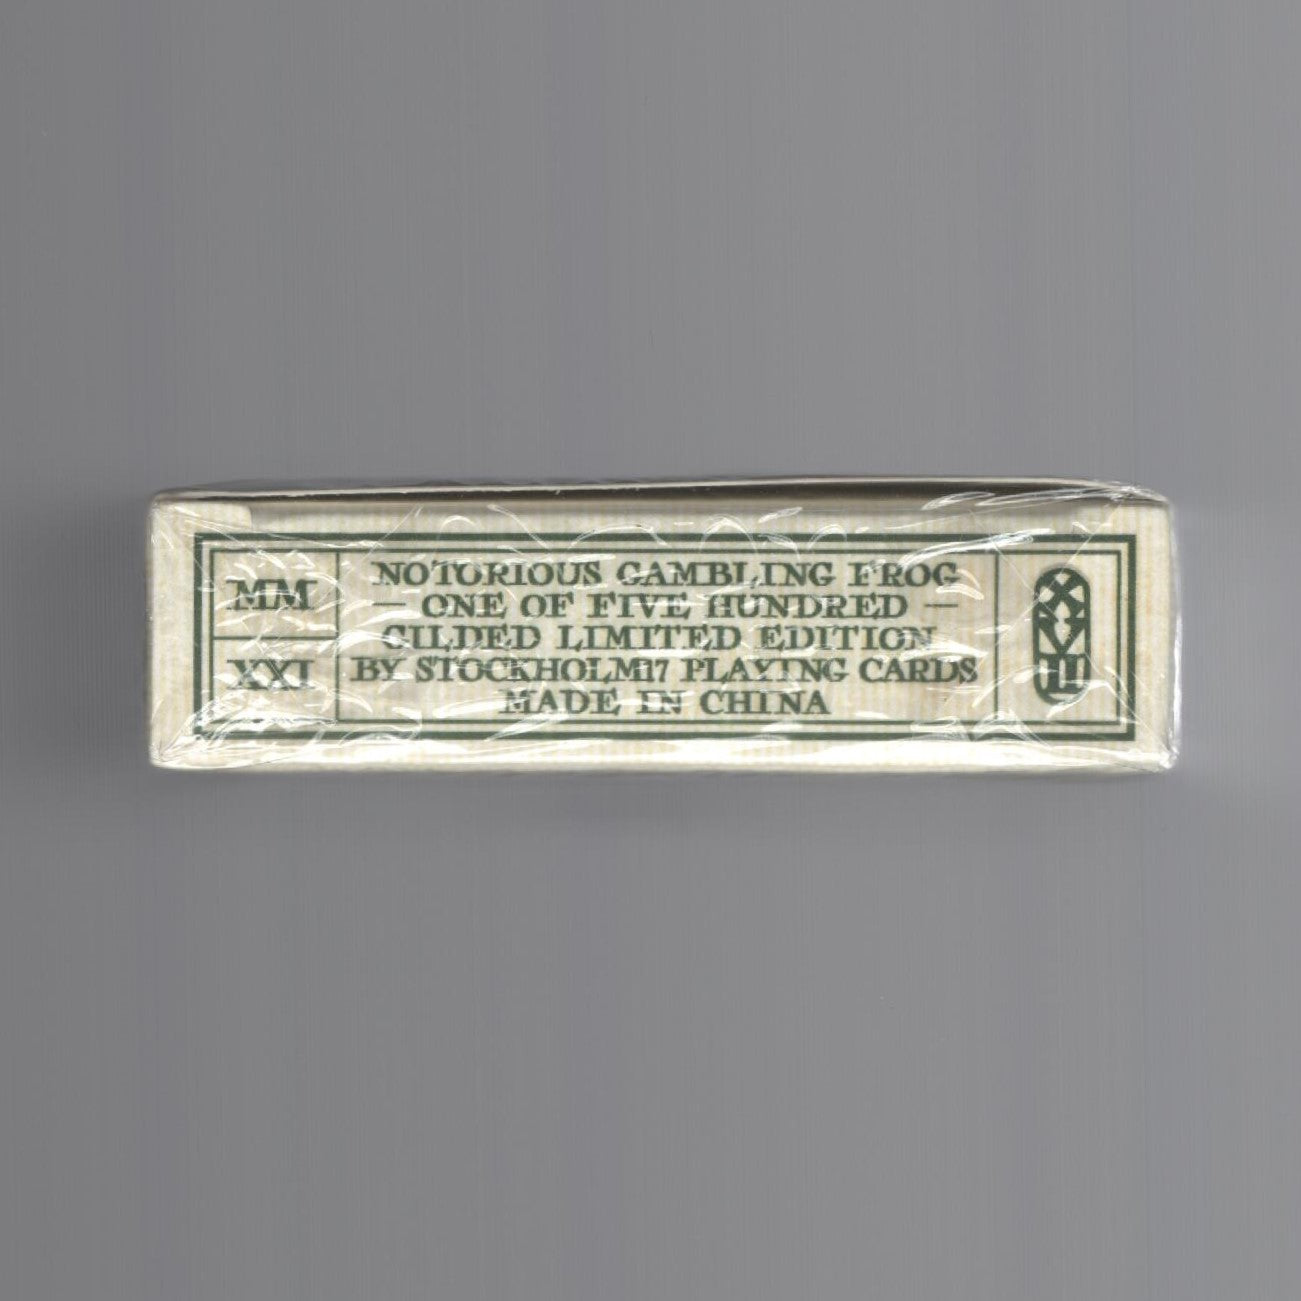 MM
XXI
NOTORIOUS GAMBLING FROG
— ONE OF FIVE HUNDRED —
GILDED LIMITED EDITION
BY STOCKHOLM17 PLAYING CARDS
MADE IN CHINA